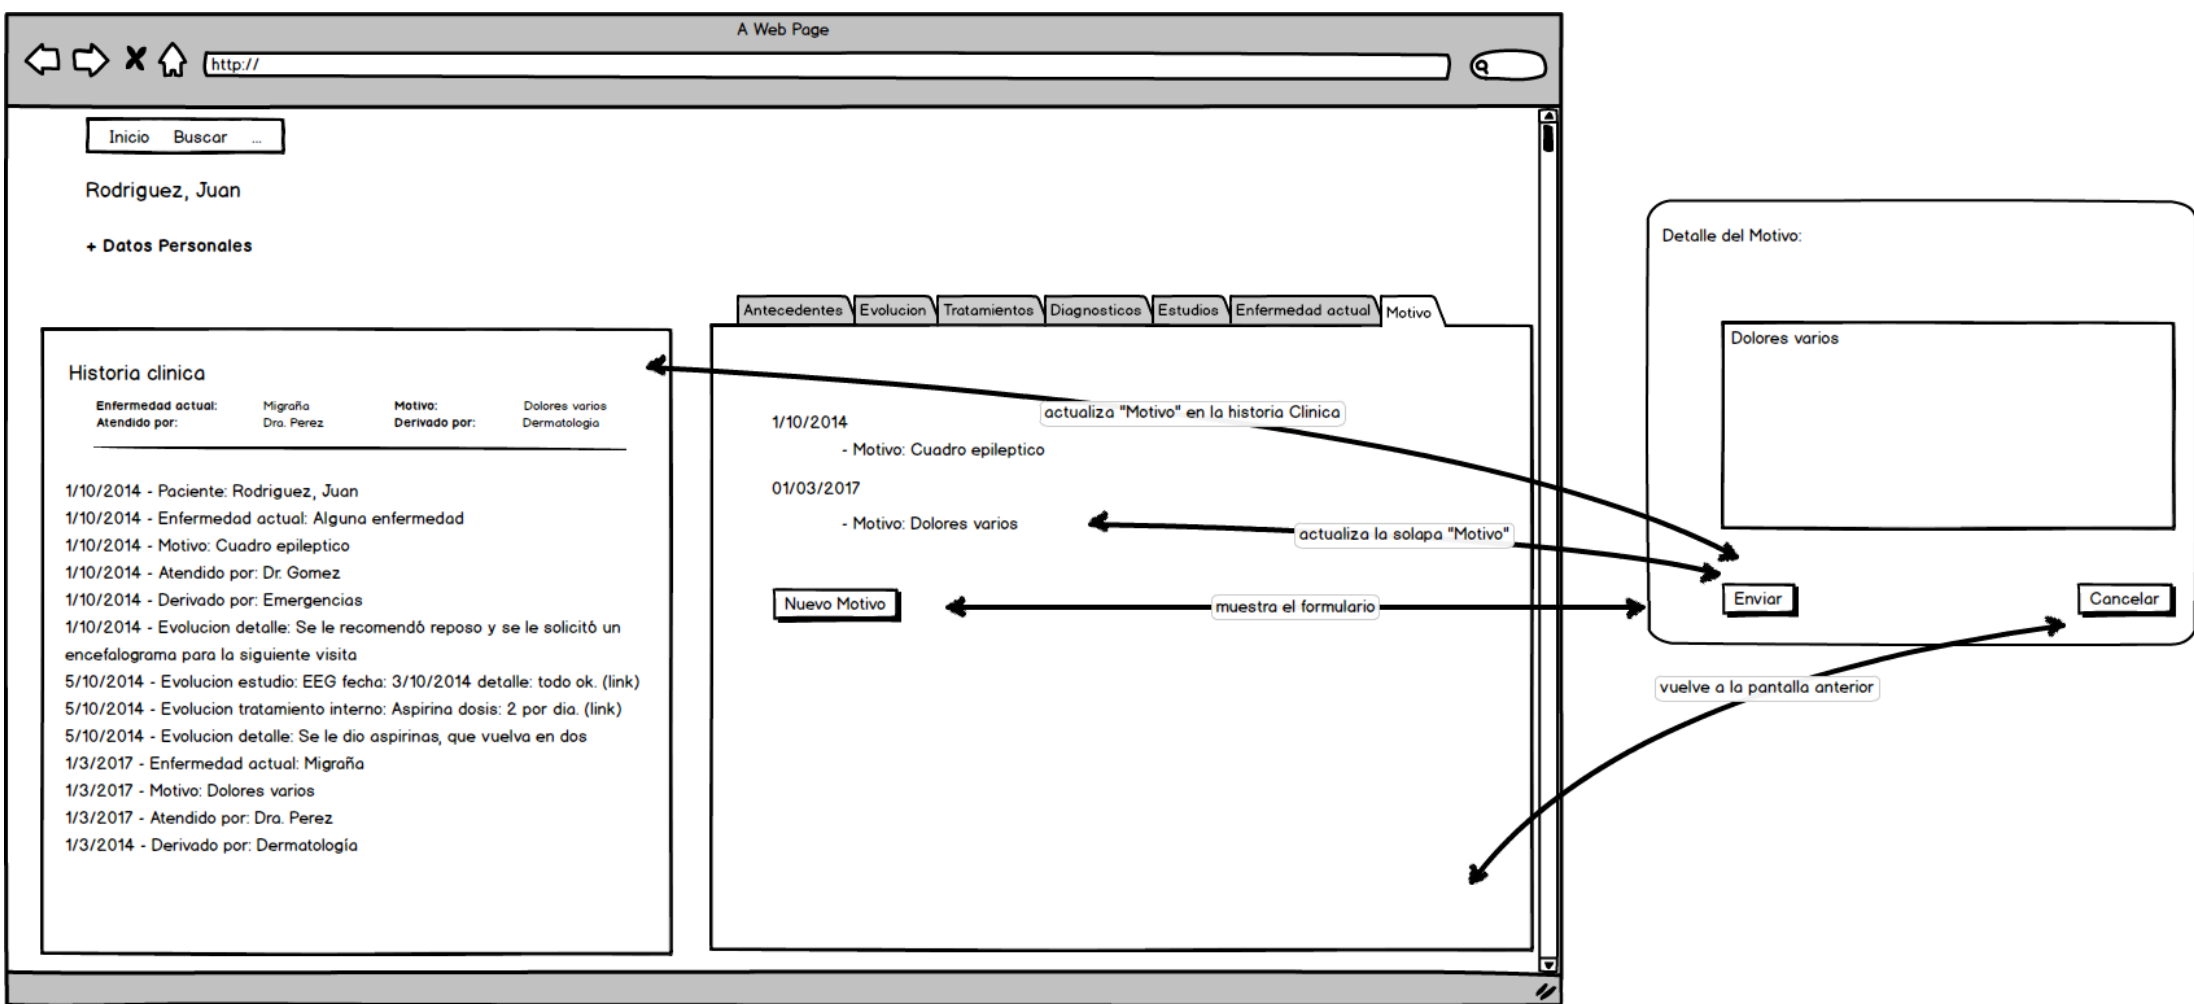 A Web Page
http://
Inicio Buscar ...
Rodriguez, Juan
+ Datos Personales
Historia clinica
Enfermedad actual: Migraña Motivo: Dolores varios
Atendido por: Dra. Perez Derivado por: Dermatologia
1/10/2014 - Paciente: Rodriguez, Juan
1/10/2014 - Enfermedad actual: Alguna enfermedad
1/10/2014 - Motivo: Cuadro epileptico
1/10/2014 - Atendido por: Dr. Gomez
1/10/2014 - Derivado por: Emergencias
1/10/2014 - Evolucion detalle: Se le recomendó reposo y se le solicitó un
encefalograma para la siguiente visita
5/10/2014 - Evolucion estudio: EEG fecha: 3/10/2014 detalle: todo ok. (link)
5/10/2014 - Evolucion tratamiento interno: Aspirina dosis: 2 por dia. (link)
5/10/2014 - Evolucion detalle: Se le dio aspirinas, que vuelva en dos
1/3/2017 - Enfermedad actual: Migraña
1/3/2017 - Motivo: Dolores varios
1/3/2017 - Atendido por: Dra. Perez
1/3/2014 - Derivado por: Dermatología
Antecedentes Evolucion Tratamientos Diagnosticos Estudios Enfermedad actual Motivo
1/10/2014
- Motivo: Cuadro epileptico
01/03/2017
- Motivo: Dolores varios
Nuevo Motivo
actualiza "Motivo" en la historia Clinica
actualiza la solapa "Motivo"
muestra el formulario
vuelve a la pantalla anterior
Detalle del Motivo:
Dolores varios
Enviar Cancelar